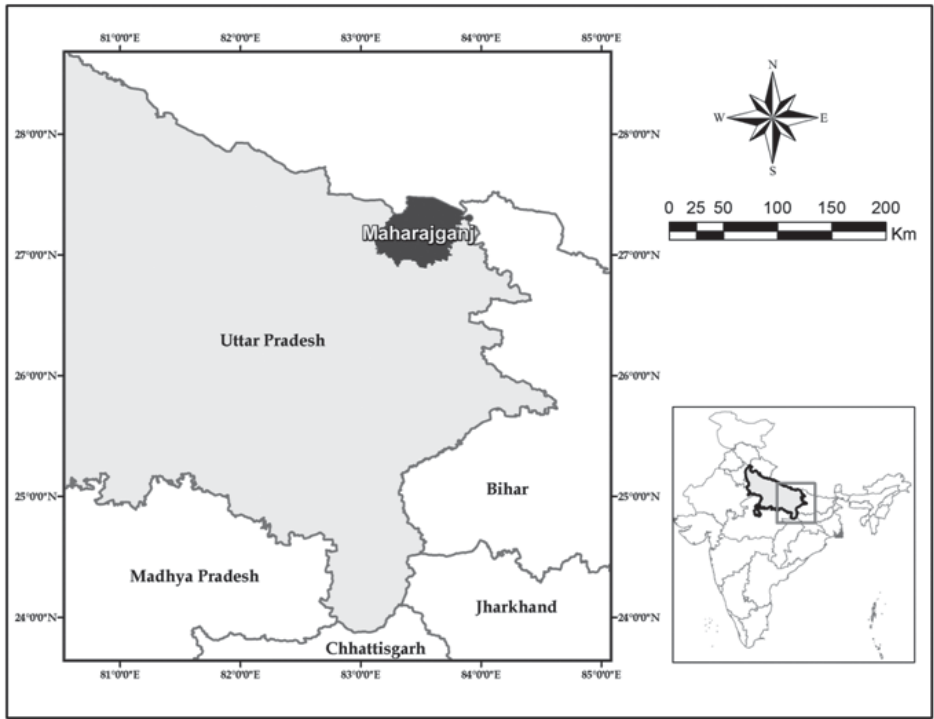 81°0'0"E 82°0'0"E 83°0'0"E 84°0'0"E 85°0'0"E
N
W E
S
28°0'0"N 28°0'0"N
0 25 50 100 150 200
Km
Maharajganj
27°0'0"N 27°0'0"N
Uttar Pradesh
26°0'0"N 26°0'0"N
Bihar
25°0'0"N 25°0'0"N
Madhya Pradesh
Jharkhand
24°0'0"N 24°0'0"N
Chhattisgarh
81°0'0"E 82°0'0"E 83°0'0"E 84°0'0"E 85°0'0"E